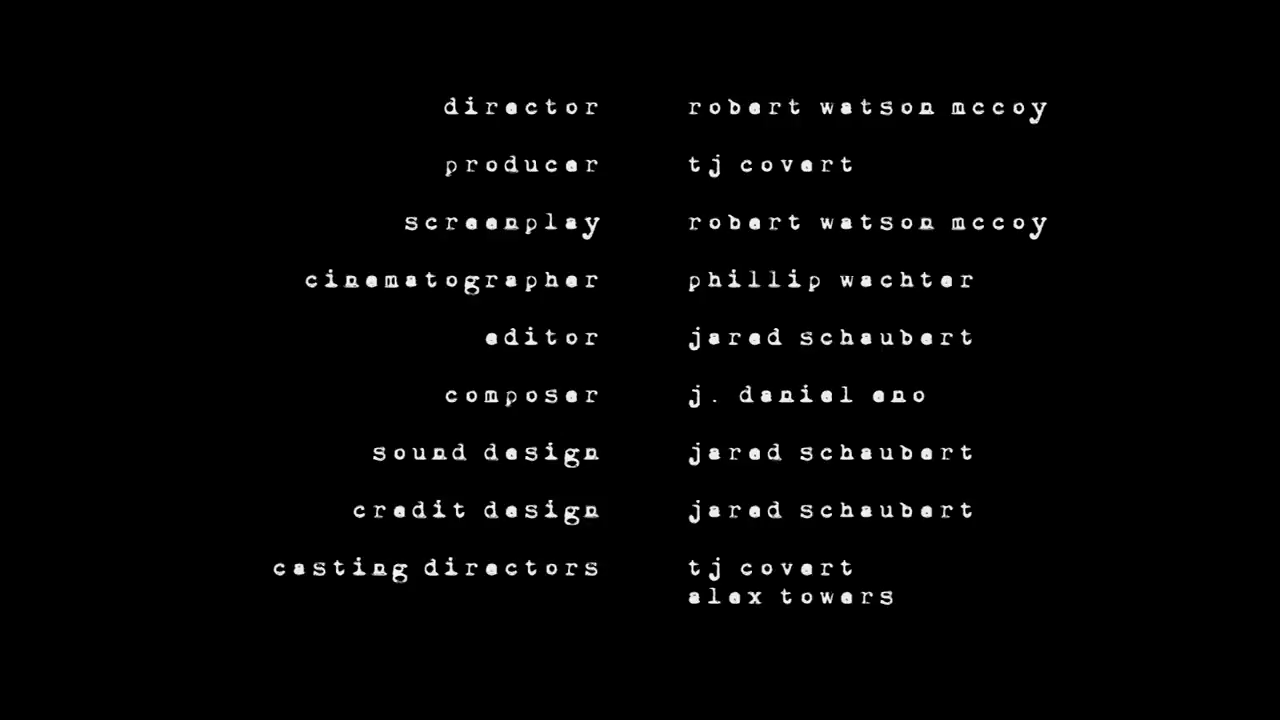 director robert watson mccoy
producer tj covert
screenplay robert watson mccoy
cinematographer phillip wachter
editor jared schaubert
composer j. daniel eno
sound design jared schaubert
credit design jared schaubert
casting directors tj covert
alex towers